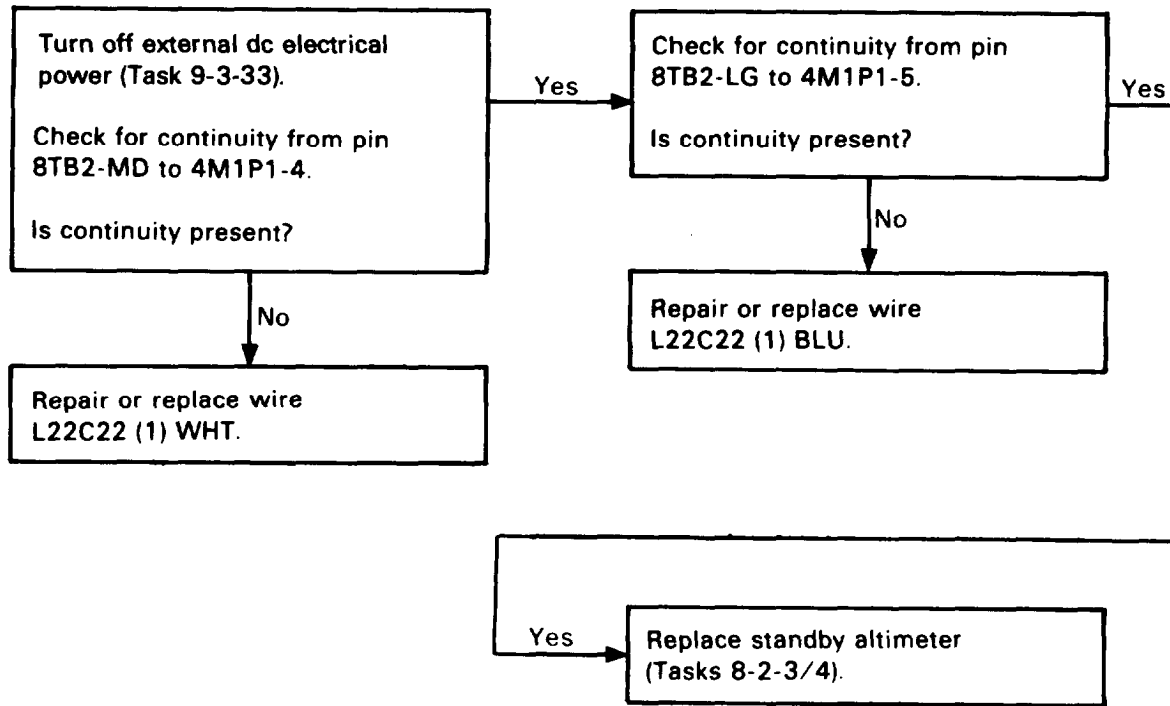 Turn off external dc electrical
power (Task 9-3-33).
Check for continuity from pin
8TB2-MD to 4M1P1-4.
Is continuity present?
Yes
Check for continuity from pin
8TB2-LG to 4M1P1-5.
Is continuity present?
Yes
No
Repair or replace wire
L22C22 (1) WHT.
No
Repair or replace wire
L22C22 (1) BLU.
Yes
Replace standby altimeter
(Tasks 8-2-3/4).